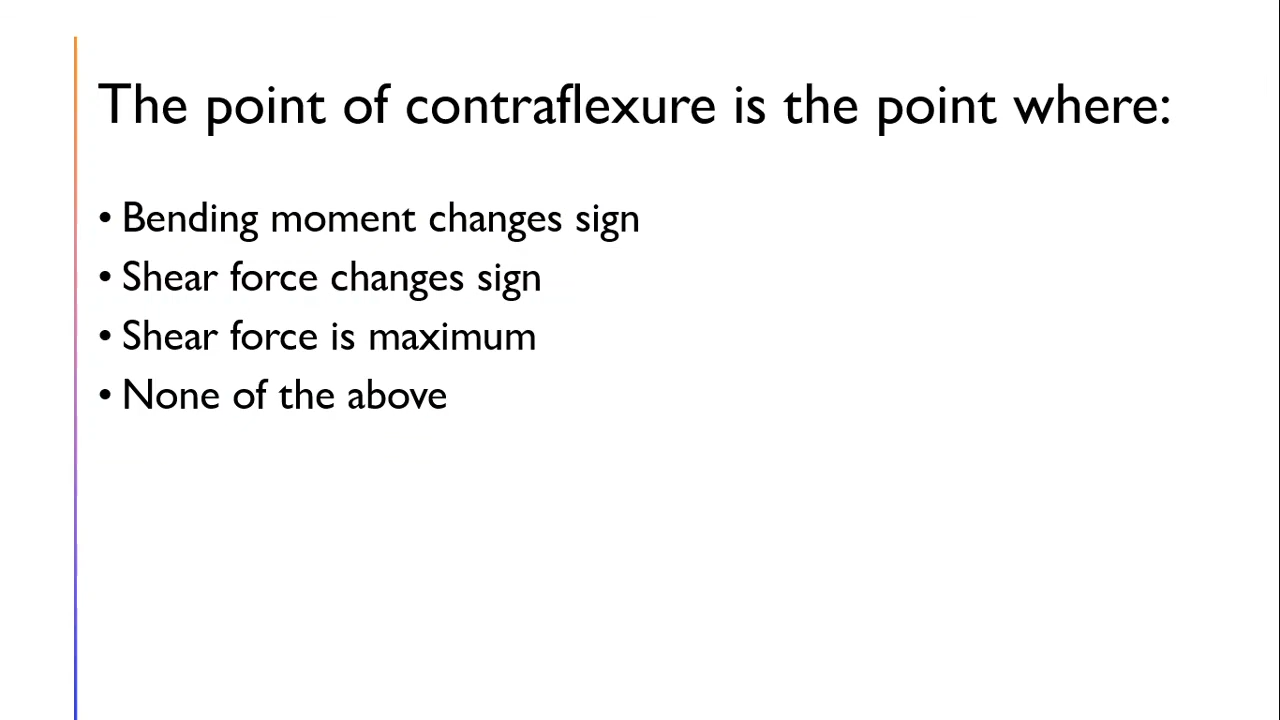 The point of contraflexure is the point where:
• Bending moment changes sign
• Shear force changes sign
• Shear force is maximum
• None of the above